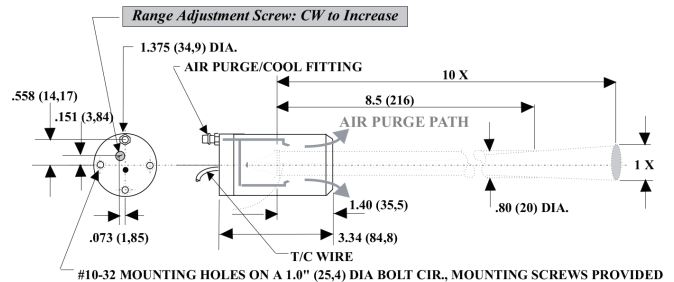 Range Adjustment Screw: CW to Increase
1.375 (34,9) DIA.
AIR PURGE/COOL FITTING
10 X
.558 (14,17)
8.5 (216)
.151 (3,84)
AIR PURGE PATH
1 X
1.40 (35,5)
.80 (20) DIA.
.073 (1,85)
3.34 (84,8)
T/C WIRE
#10-32 MOUNTING HOLES ON A 1.0" (25,4) DIA BOLT CIR., MOUNTING SCREWS PROVIDED